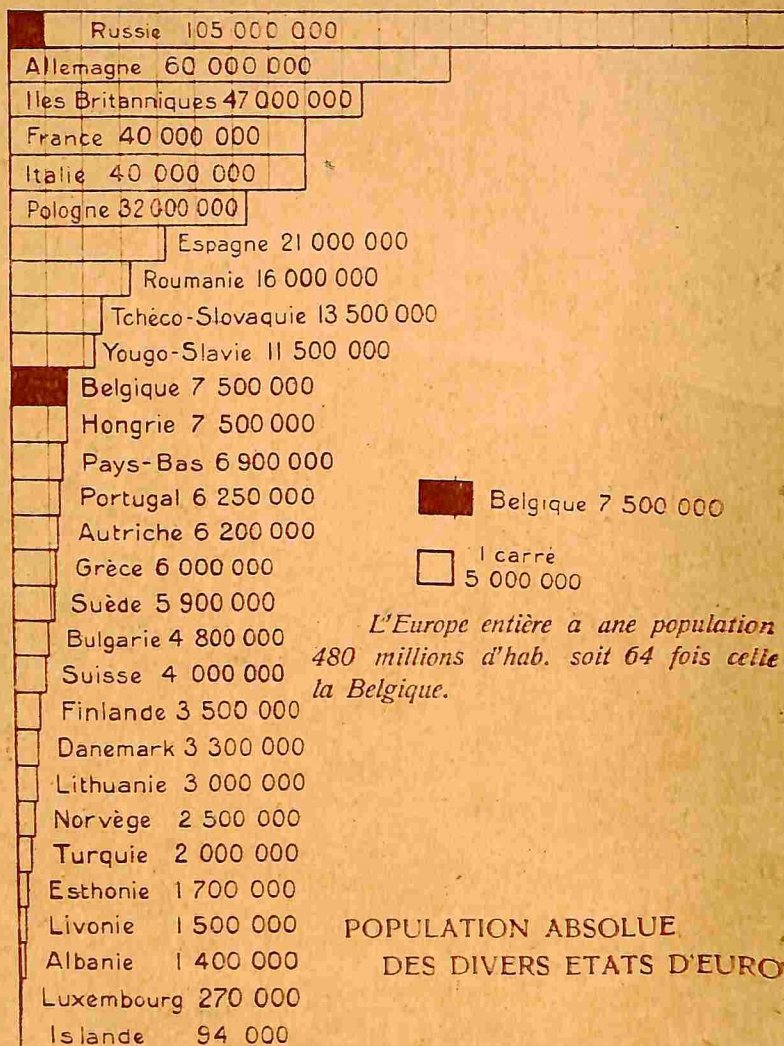 Russie 105 000 000
Allemagne 60 000 000
Iles Britanniques 47 000 000
France 40 000 000
Italie 40 000 000
Pologne 32 000 000
Espagne 21 000 000
Roumanie 16 000 000
Tchéco-Slovaquie 13 500 000
Yougo-Slavie 11 500 000
Belgique 7 500 000
Hongrie 7 500 000
Pays-Bas 6 900 000
Portugal 6 250 000
Autriche 6 200 000
Grèce 6 000 000
Suède 5 900 000
Bulgarie 4 800 000
Suisse 4 000 000
Finlande 3 500 000
Danemark 3 300 000
Lithuanie 3 000 000
Norvège 2 500 000
Turquie 2 000 000
Esthonie 1 700 000
Livonie 1 500 000
Albanie 1 400 000
Luxembourg 270 000
Islande 94 000
Belgique 7 500 000
1 carré
5 000 000
L'Europe entière a ane population
480 millions d'hab. soit 64 fois celle
la Belgique.
POPULATION ABSOLUE
DES DIVERS ETATS D'EURO